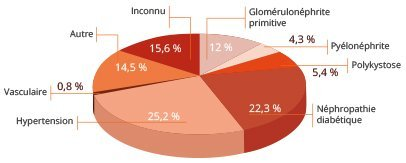 Inconnu
Glomérulonéphrite
primitive
Autre
15,6 %
12 %
4,3 %
Pyélonéphrite
14,5 %
5,4 %
Polykystose
Vasculaire
0,8 %
Hypertension
25,2 %
22,3 %
Néphropathie
diabétique